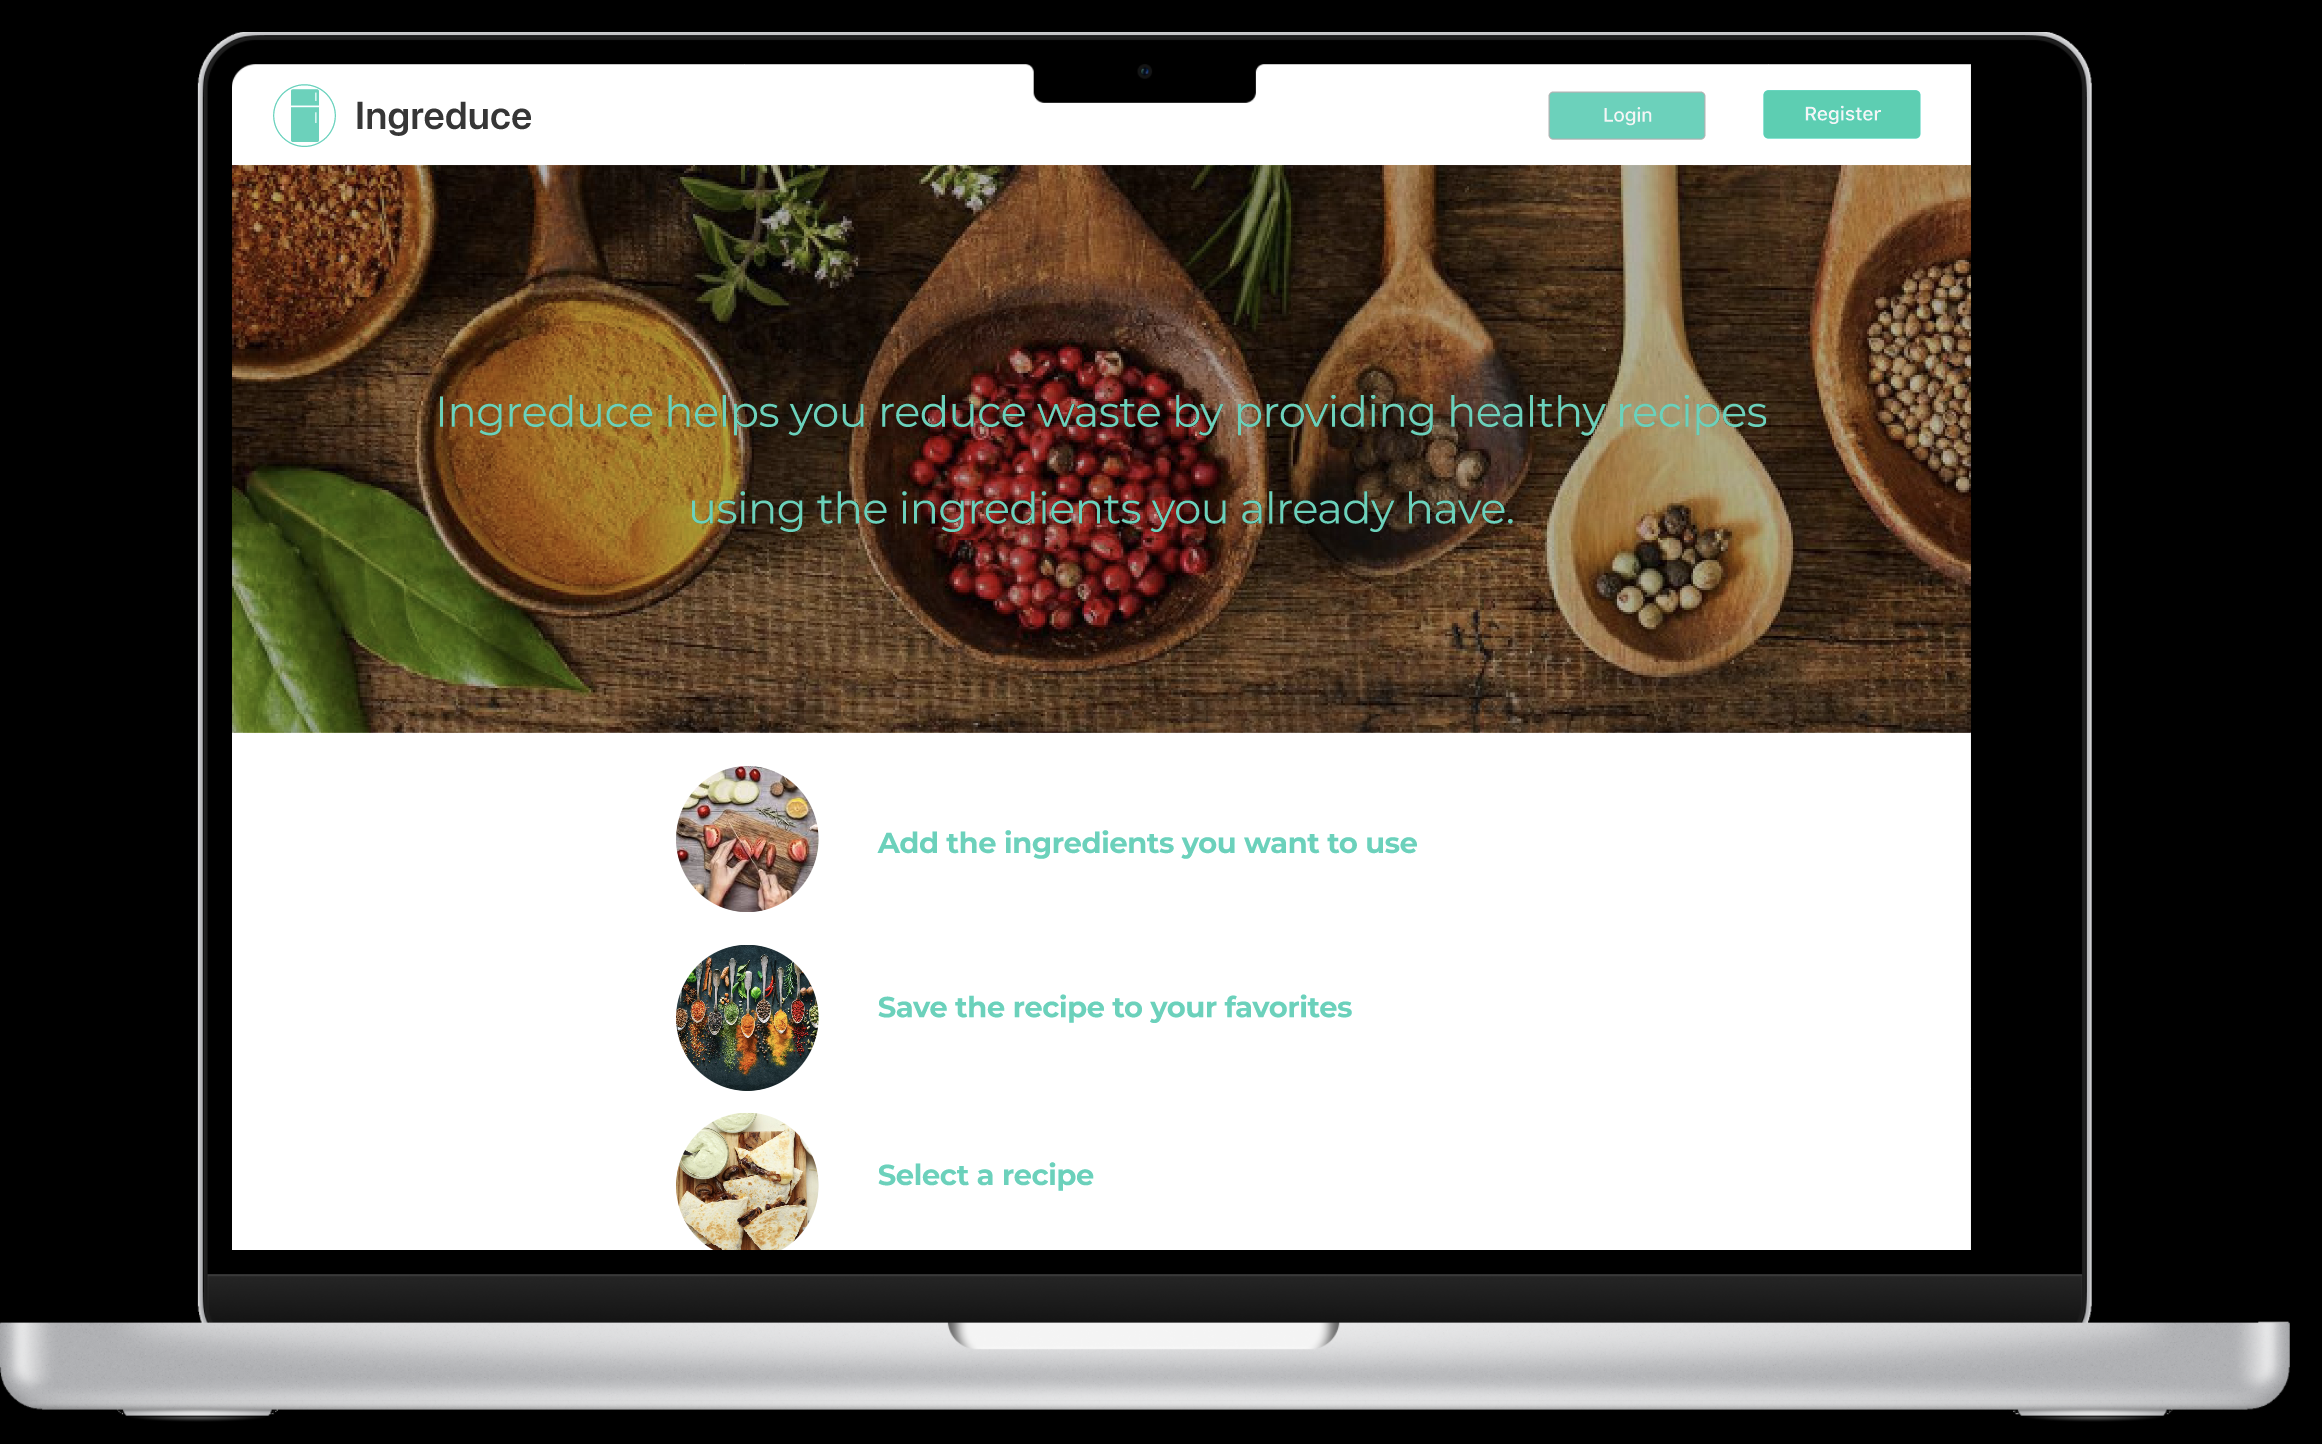 Ingreduce
Login
Register
Ingreduce helps you reduce waste by providing healthy recipes
using the ingredients you already have.
Add the ingredients you want to use
Save the recipe to your favorites
Select a recipe